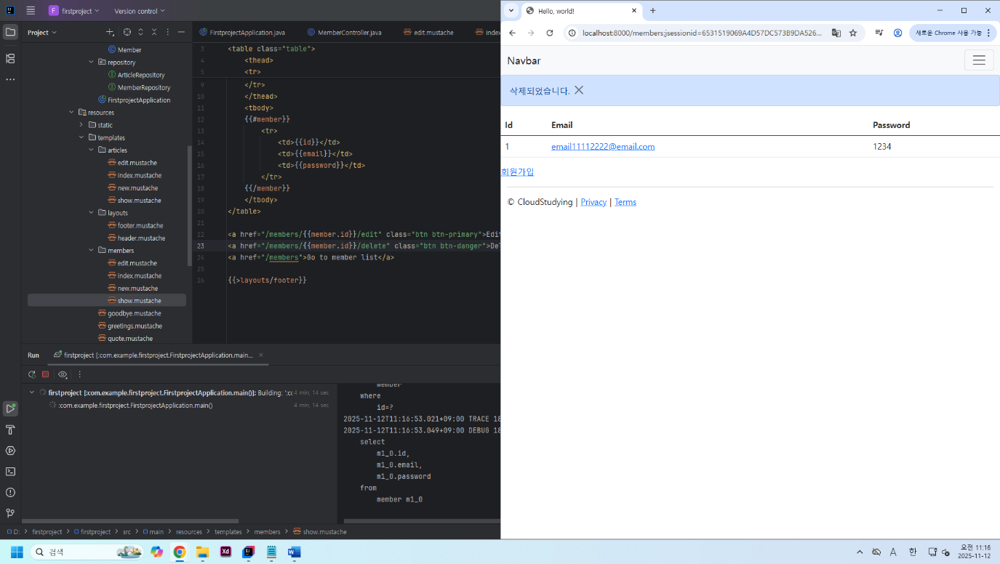 F firstproject Version control
Project
Member
repository
ArticleRepository
MemberRepository
FirstprojectApplication
resources
static
templates
articles
edit.mustache
index.mustache
new.mustache
show.mustache
layouts
footer.mustache
header.mustache
members
edit.mustache
index.mustache
new.mustache
show.mustache
goodbye.mustache
greetings.mustache
quote.mustache
FirstprojectApplication.java MemberController.java edit.mustache index
3 <table class="table">
4 <thead>
5 <tr>
9 </tr>
10 </thead>
11 <tbody>
12 {{#member}}
13 <tr>
14 <td>{{id}}</td>
15 <td>{{email}}</td>
16 <td>{{password}}</td>
17 </tr>
18 {{/member}}
19 </tbody>
20 </table>
21
22 <a href="/members/{{member.id}}/edit" class="btn btn-primary">Edit
23 <a href="/members/{{member.id}}/delete" class="btn btn-danger">Del
24 <a href="/members">Go to member list</a>
25
26 {{>layouts/footer}}
Run firstproject [:com.example.firstproject.FirstprojectApplication.main...
firstproject [:com.example.firstproject.FirstprojectApplication.main()]: Building: ':cc 4 min, 14 sec
:com.example.firstproject.FirstprojectApplication.main() 4 min, 14 sec
member
where
id=?
2025-11-12T11:16:53.021+09:00 TRACE 18
2025-11-12T11:16:53.049+09:00 DEBUG 18
select
m1_0.id,
m1_0.email,
m1_0.password
from
member m1_0
D: firstproject firstproject src main resources templates members show.mustache
Hello, world!
localhost:8000/members;jsessionid=6531519069A4D57DC573B9DA526...
새로운 Chrome 사용 가능
Navbar
삭제되었습니다.
Id Email Password
1 email11112222@email.com 1234
회원가입
© CloudStudying | Privacy | Terms
검색
Xd
A 한
오전 11:16
2025-11-12